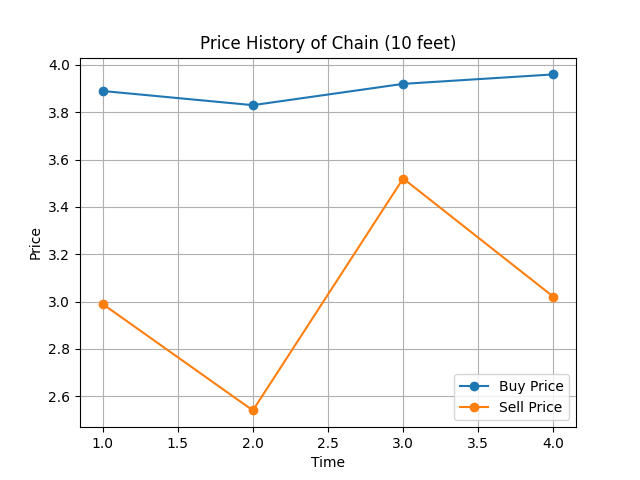 Price History of Chain (10 feet)
4.0
3.8
3.6
3.4
3.2
3.0
2.8
2.6
Price
1.0 1.5 2.0 2.5 3.0 3.5 4.0
Time
Buy Price
Sell Price